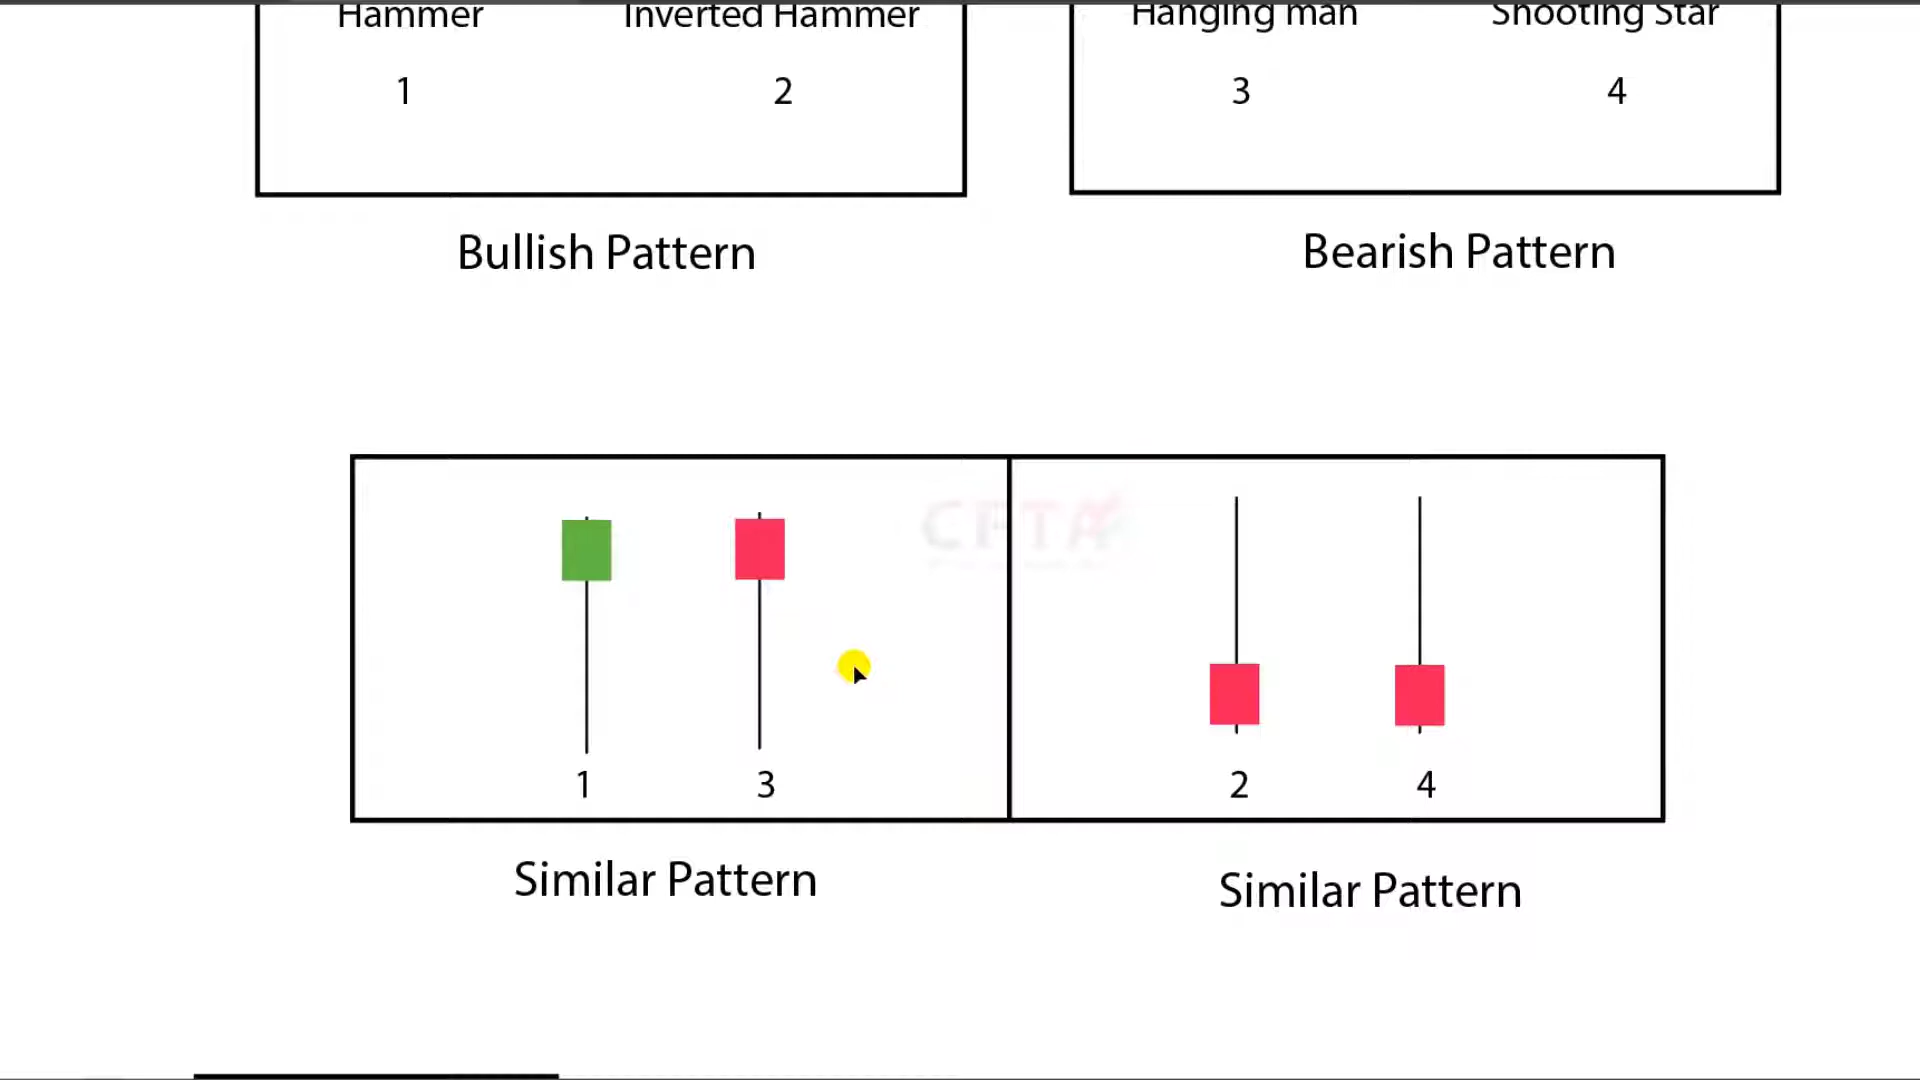 Hammer
Inverted Hammer
Hanging man
Shooting Star
1
2
3
4
Bullish Pattern
Bearish Pattern
CPTA
1
3
2
4
Similar Pattern
Similar Pattern